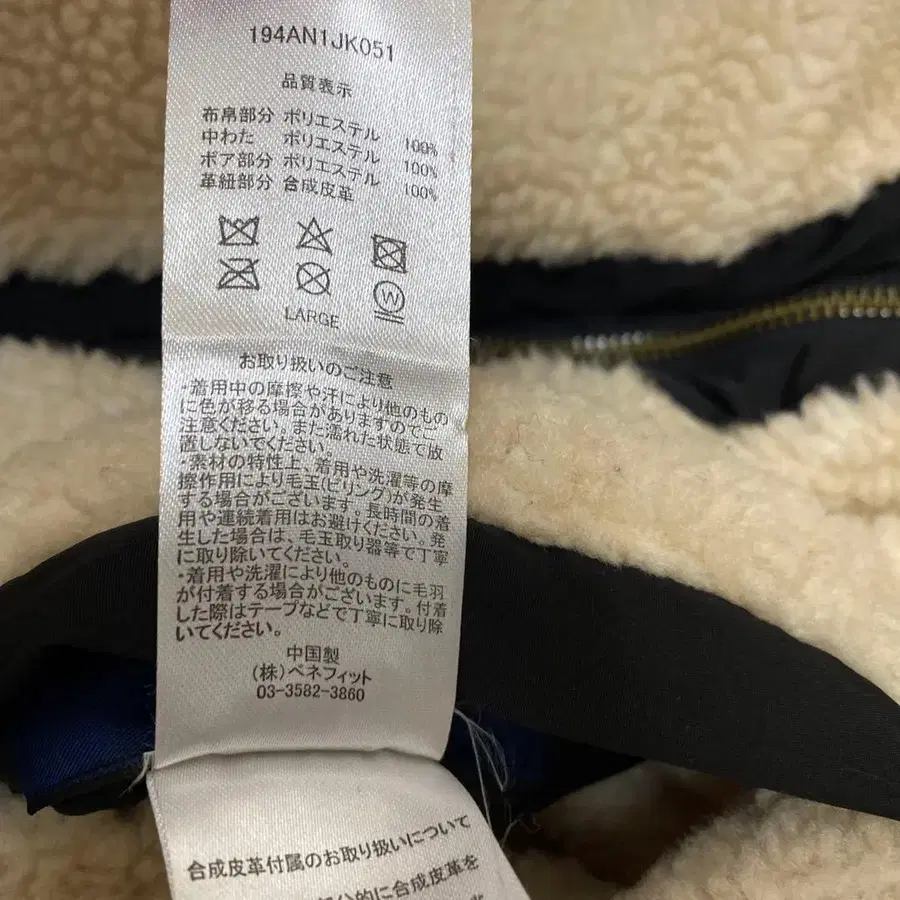 194AN1JK051
品質表示
布帛部分 ポリエステル 100%
中わた ポリエステル 100%
ボア部分 ポリエステル 100%
革紐部分 合成皮革
W
LARGE
お取り扱いのご注意
・着用中の摩擦や汗により他のもの
に色が移る場合がありますのでご
注意ください。また濡れた状態で放
置しないでください。
・素材の特性上、着用や洗濯等の摩
擦作用により毛玉(ピリング)が発生
する場合がございます。長時間の着
用や連続着用はお避けください。発
生した場合は、毛玉取り器等で丁寧
に取り除いてください。
・着用や洗濯により他のものに毛羽
が付着する場合がございます。付着
した際はテープなどで丁寧に取り除
いてください。
中国製
(株)ベネフィット
03-3582-3860
合成皮革付属のお取り扱いについて
部分的に合成皮革を